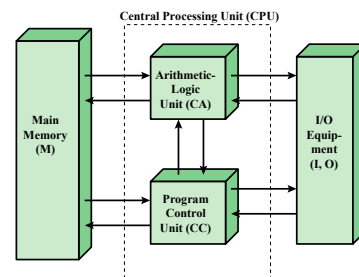 Central Processing Unit (CPU)
Arithmetic-
Logic
Unit (CA)
Main
Memory
(M)
I/O
Equip-
ment
(I, O)
Program
Control
Unit (CC)